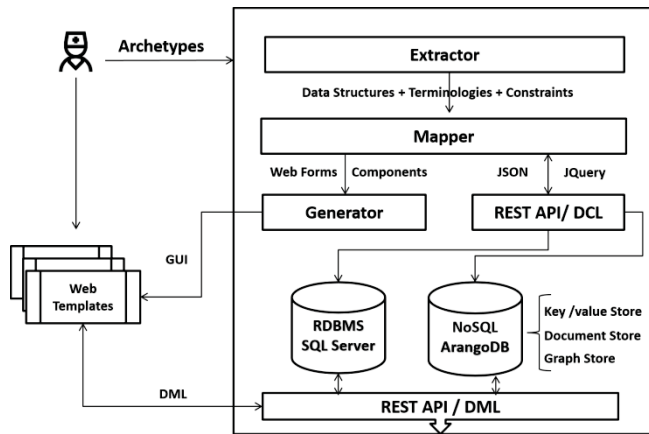 Archetypes
Extractor
Data Structures + Terminologies + Constraints
Mapper
Web Forms Components
JSON JQuery
Generator
REST API/ DCL
GUI
Web
Templates
RDBMS
SQL Server
NoSQL
ArangoDB
Key /value Store
Document Store
Graph Store
DML
REST API / DML